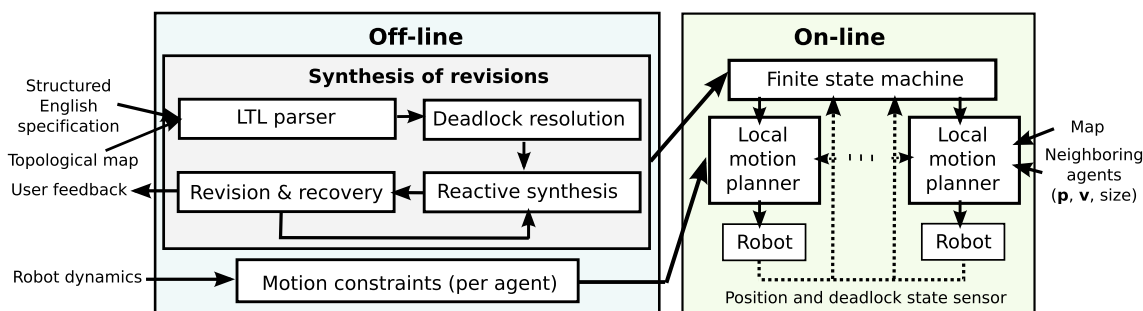 Off-line
On-line
Synthesis of revisions
Finite state machine
Structured
English
specification
LTL parser
Deadlock resolution
Topological map
User feedback
Revision & recovery
Reactive synthesis
Local
motion
planner
Local
motion
planner
Map
Neighboring
agents
(p, v, size)
Robot
Robot
Robot dynamics
Motion constraints (per agent)
Position and deadlock state sensor